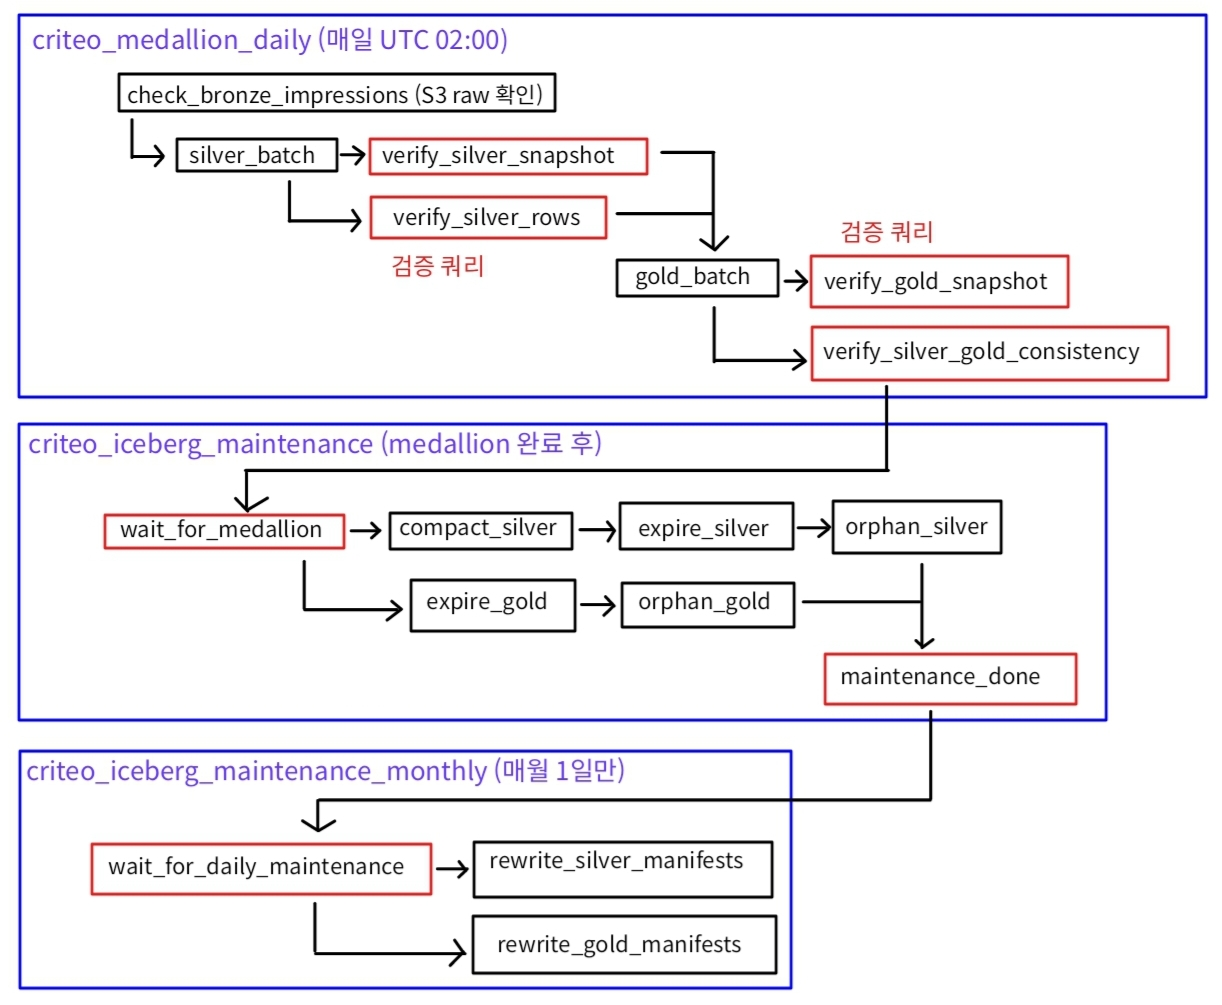 criteo_medallion_daily (매일 UTC 02:00)
check_bronze_impressions (S3 raw 확인)
silver_batch
verify_silver_snapshot
verify_silver_rows
검증 쿼리
검증 쿼리
gold_batch
verify_gold_snapshot
verify_silver_gold_consistency
criteo_iceberg_maintenance (medallion 완료 후)
wait_for_medallion
compact_silver
expire_silver
orphan_silver
expire_gold
orphan_gold
maintenance_done
criteo_iceberg_maintenance_monthly (매월 1일만)
wait_for_daily_maintenance
rewrite_silver_manifests
rewrite_gold_manifests